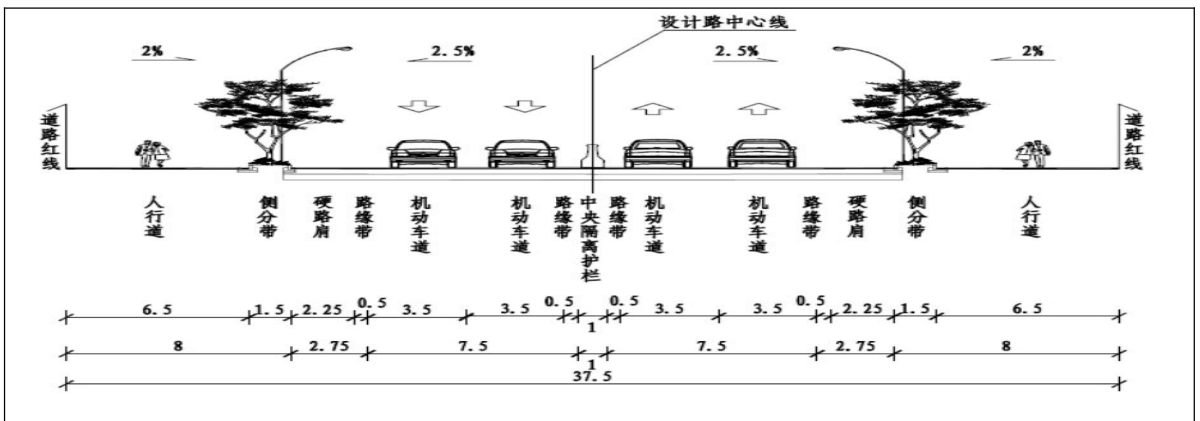 设计路中心线
2%
2.5%
2.5%
2%
道路红线
道路红线
人行道
侧分带
硬路肩
路缘带
机动车道
机动车道
路缘带
中央隔离护栏
路缘带
机动车道
机动车道
路缘带
硬路肩
侧分带
人行道
6.5
1.5
2.25
0.5
3.5
3.5
0.5
1
0.5
3.5
3.5
0.5
2.25
1.5
6.5
8
2.75
7.5
1
7.5
2.75
8
37.5